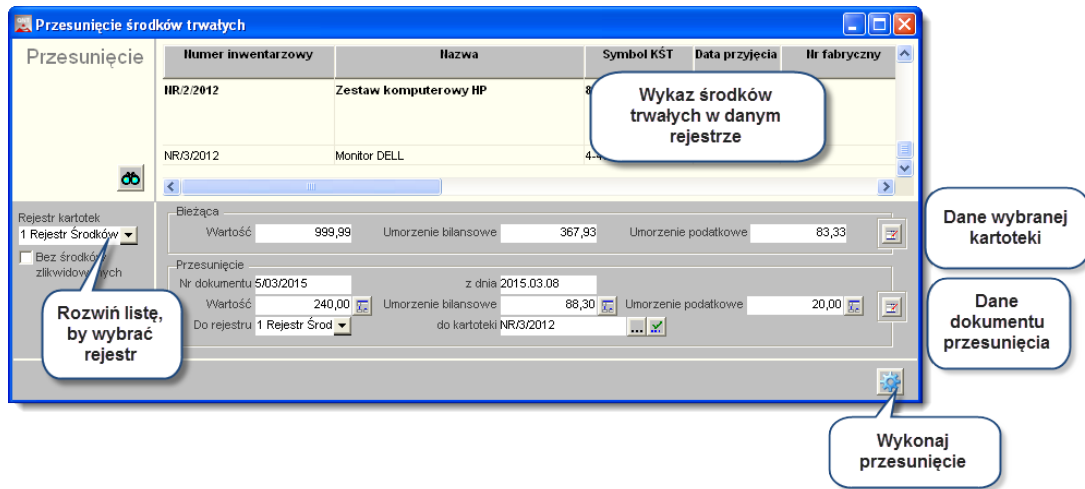 Przesunięcie środków trwałych
Przesunięcie
Numer inwentarzowy Nazwa Symbol KŚT Data przyjęcia Nr fabryczny
NR/2/2012 Zestaw komputerowy HP 8
Wykaz środków
trwałych w danym
rejestrze
NR/3/2012 Monitor DELL 4-4
Rejestr kartotek
1 Rejestr Środków
Bez środków
zlikwidowanych
Rozwiń listę,
by wybrać
rejestr
Bieżąca
Wartość 999,99 Umorzenie bilansowe 367,93 Umorzenie podatkowe 83,33
Dane wybranej
kartoteki
Przesunięcie
Nr dokumentu 5/03/2015 z dnia 2015.03.08
Wartość 240,00 Umorzenie bilansowe 88,30 Umorzenie podatkowe 20,00
Do rejestru 1 Rejestr Środ do kartoteki NR/3/2012 ...
Dane
dokumentu
przesunięcia
Wykonaj
przesunięcie